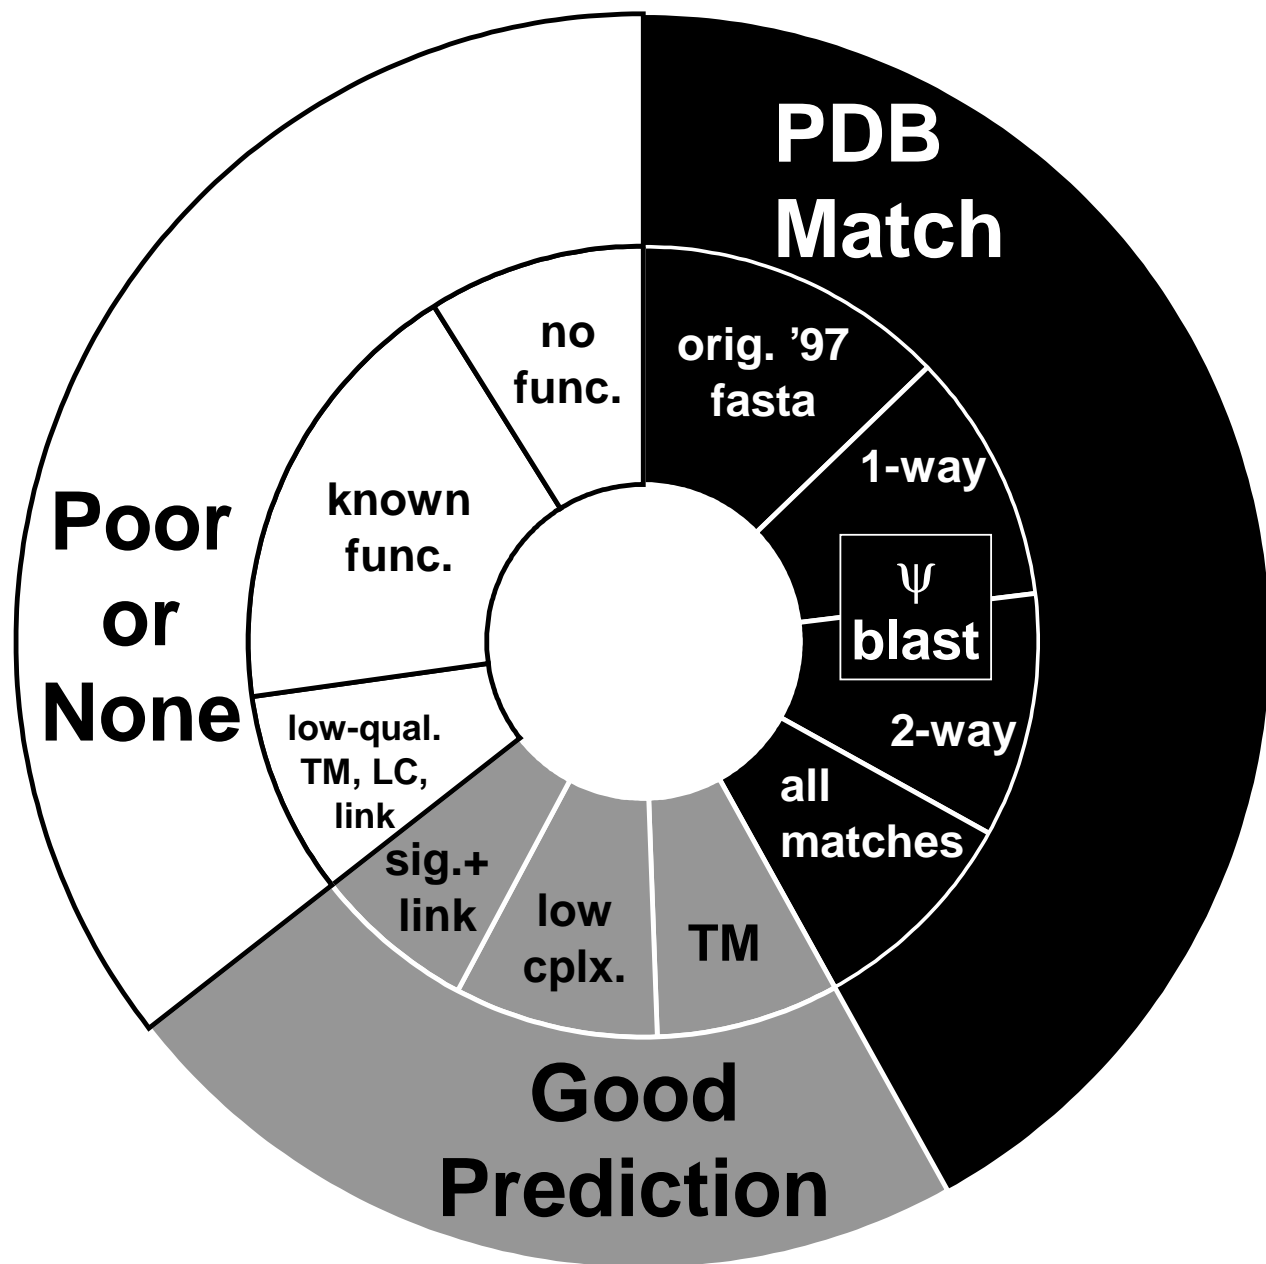 PDB
Match
orig. ’97
fasta
1-way
ψ
blast
2-way
all
matches
TM
low
cplx.
sig.+
link
Good
Prediction
low-qual.
TM, LC,
link
known
func.
no
func.
Poor
or
None